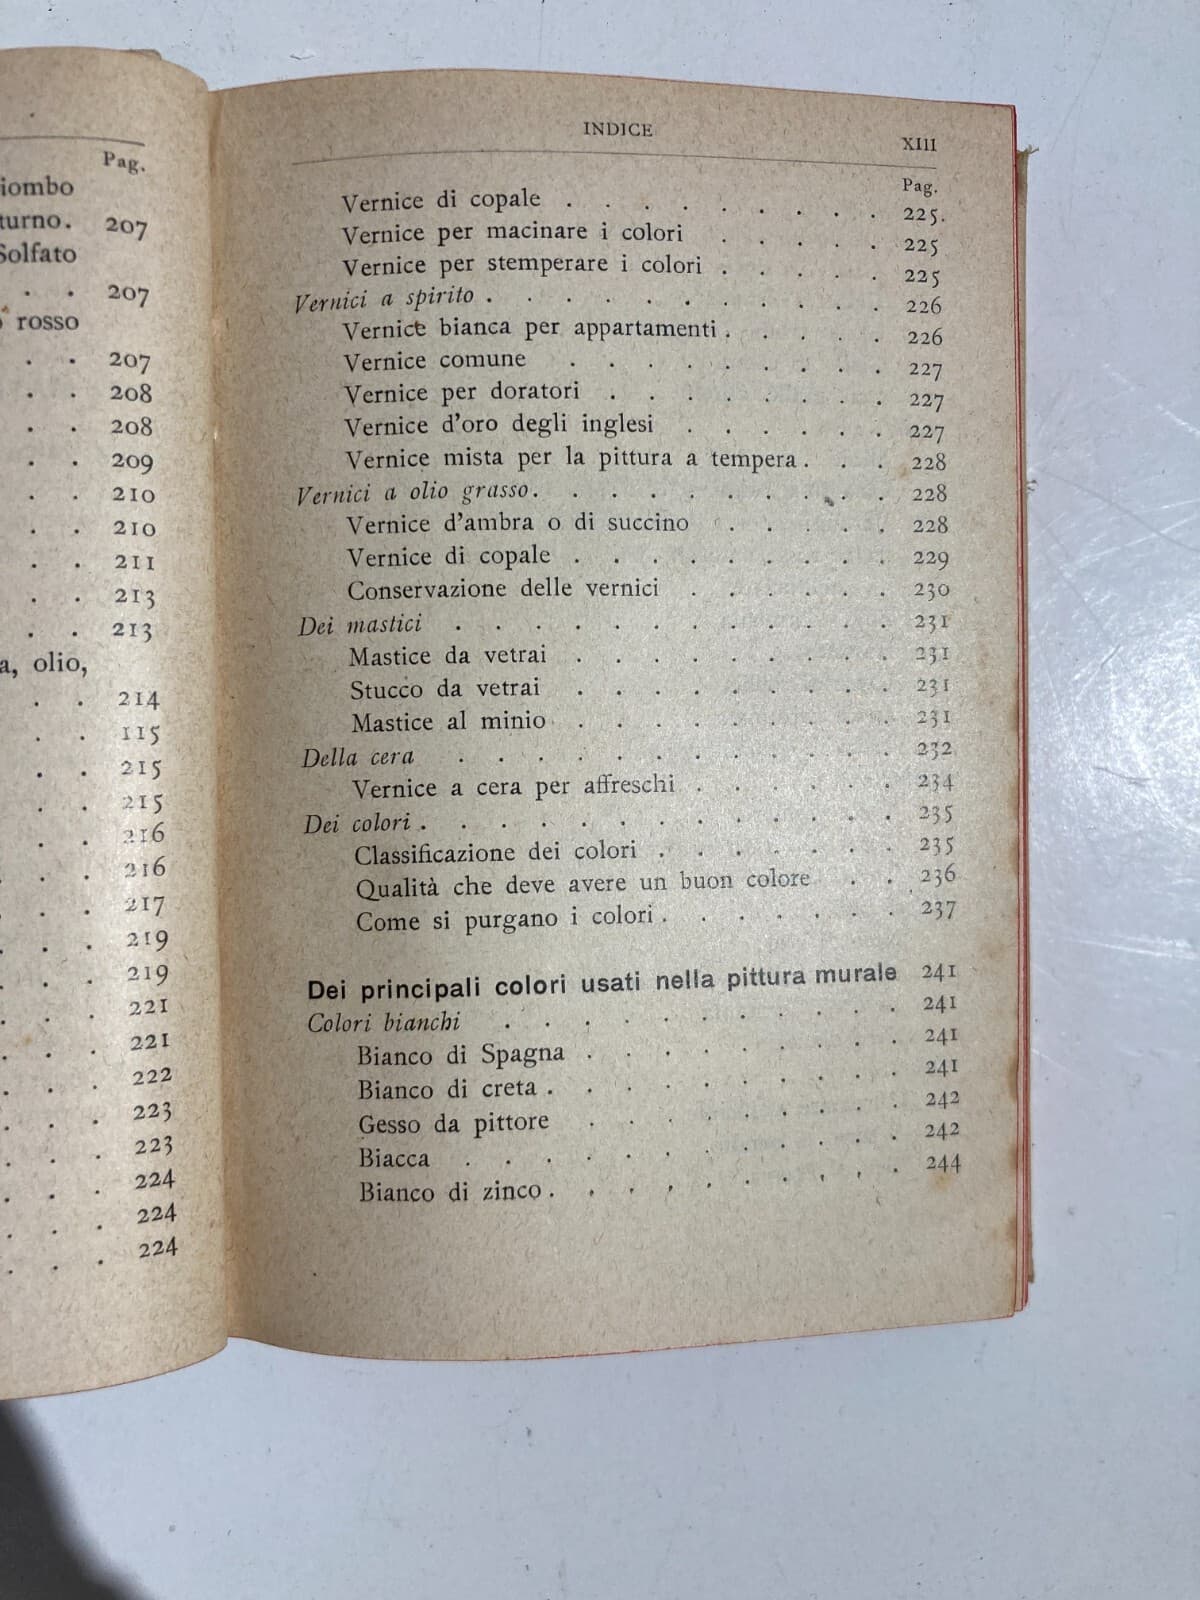 Pag.
iombo
turno. 207
Solfato
. . 207
rosso
. . 207
. . 208
. . 208
. . 209
. . 210
. . 210
. . 211
. . 213
. . 213
a, olio,
. . 214
. . 115
. . 215
. . 215
. . 216
. . 216
. . 217
. . 219
. . 219
. . 221
. . 221
. . 222
. . 223
. . 223
. . 224
. . 224
. . 224
INDICE XIII
Pag.
Vernice di copale . . . . . . . . 225.
Vernice per macinare i colori . . . . . 225
Vernice per stemperare i colori . . . . . 225
Vernici a spirito . . . . . . . . . . 226
Vernice bianca per appartamenti . . . . . 226
Vernice comune . . . . . . . . 227
Vernice per doratori . . . . . . . 227
Vernice d'oro degli inglesi . . . . . . 227
Vernice mista per la pittura a tempera . . . 228
Vernici a olio grasso . . . . . . . . . 228
Vernice d'ambra o di succino . . . . . 228
Vernice di copale . . . . . . . . 229
Conservazione delle vernici . . . . . . 230
Dei mastici . . . . . . . . . . . 231
Mastice da vetrai . . . . . . . . 231
Stucco da vetrai . . . . . . . . 231
Mastice al minio . . . . . . . . 231
Della cera . . . . . . . . . . . 232
Vernice a cera per affreschi . . . . . . 234
Dei colori . . . . . . . . . . . . 235
Classificazione dei colori . . . . . . . 235
Qualità che deve avere un buon colore . . 236
Come si purgano i colori . . . . . . . 237
Dei principali colori usati nella pittura murale 241
Colori bianchi . . . . . . . . . . 241
Bianco di Spagna . . . . . . . . 241
Bianco di creta . . . . . . . . . 241
Gesso da pittore . . . . . . . . 242
Biacca . . . . . . . . . . . 242
Bianco di zinco . . . . . . . . . 244